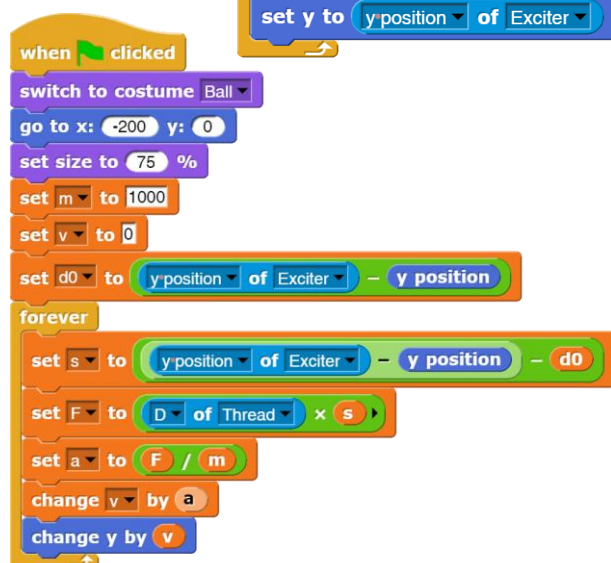 set y to y position of Exciter
when clicked
switch to costume Ball
go to x: -200 y: 0
set size to 75 %
set m to 1000
set v to 0
set d0 to y position of Exciter − y position
forever
set s to y position of Exciter − y position − d0
set F to D of Thread × s
set a to F / m
change v by a
change y by v